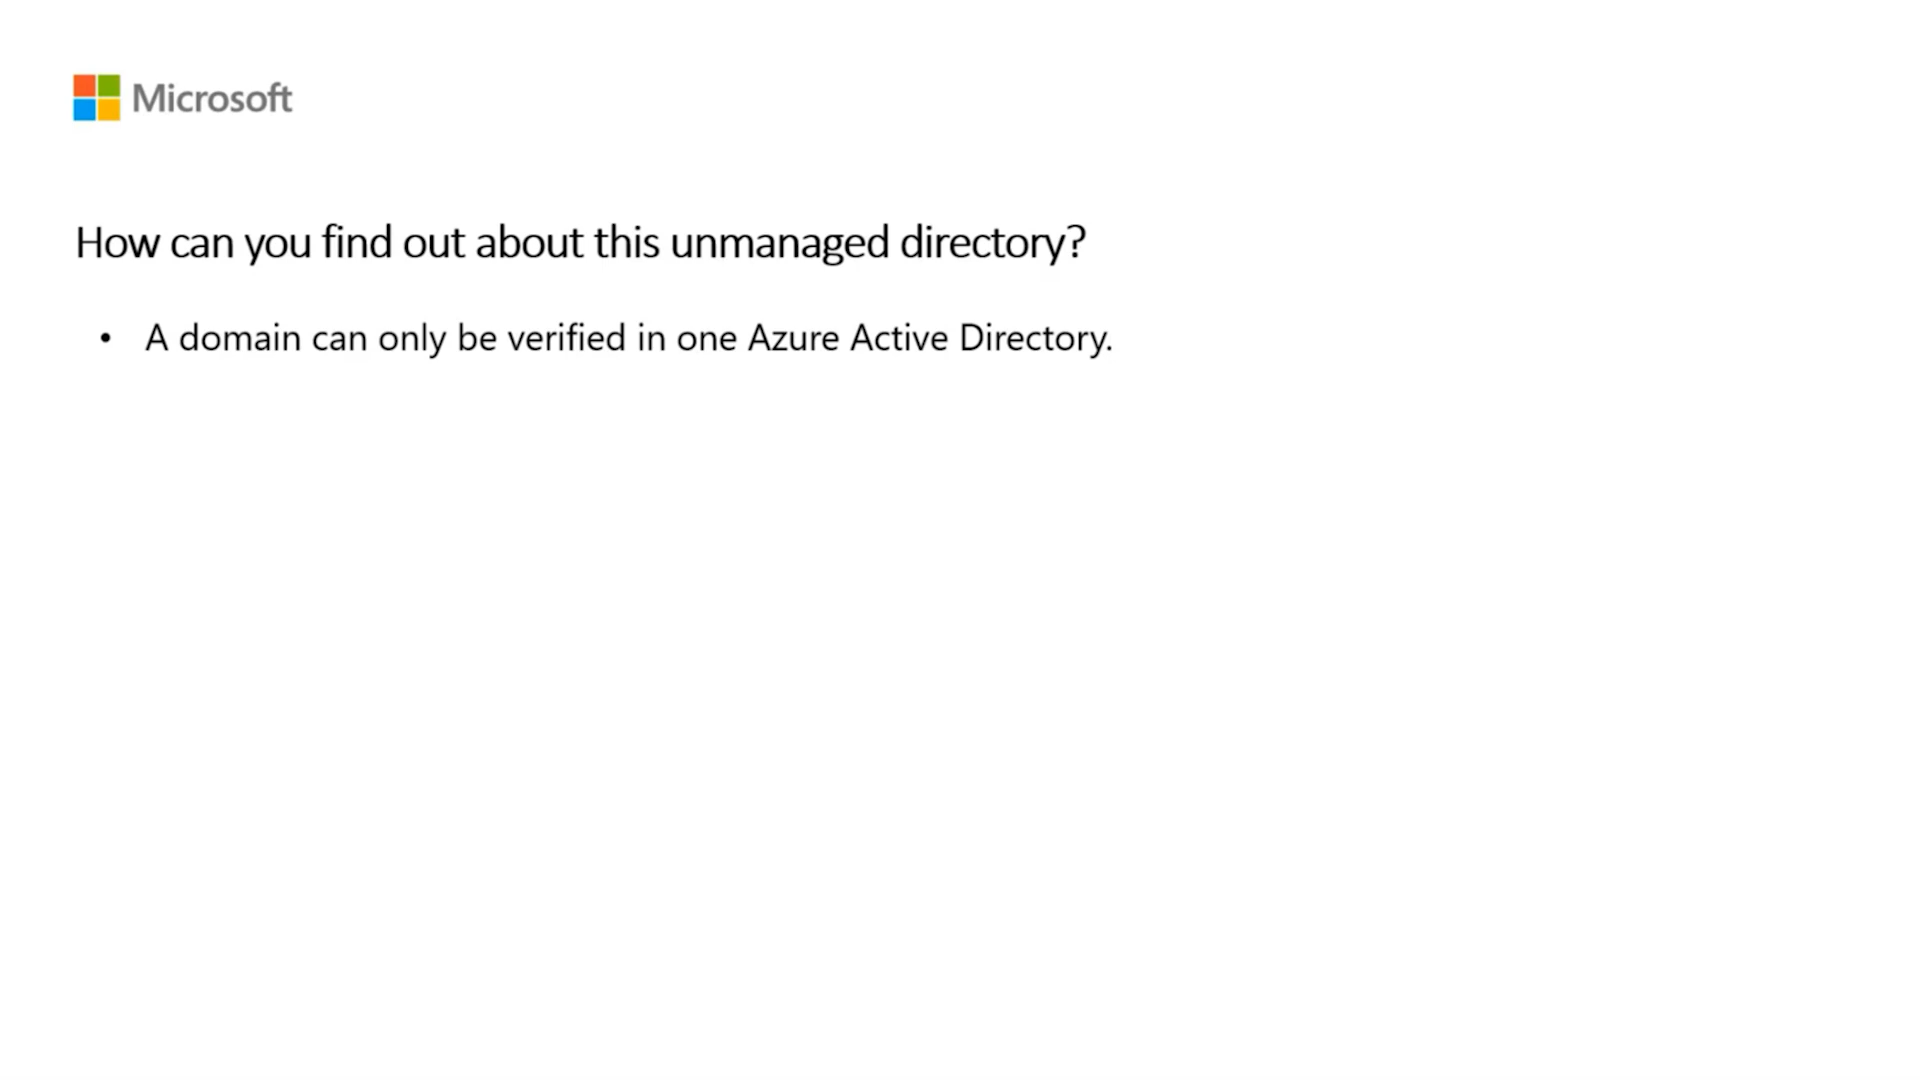 Microsoft
How can you find out about this unmanaged directory?
• A domain can only be verified in one Azure Active Directory.